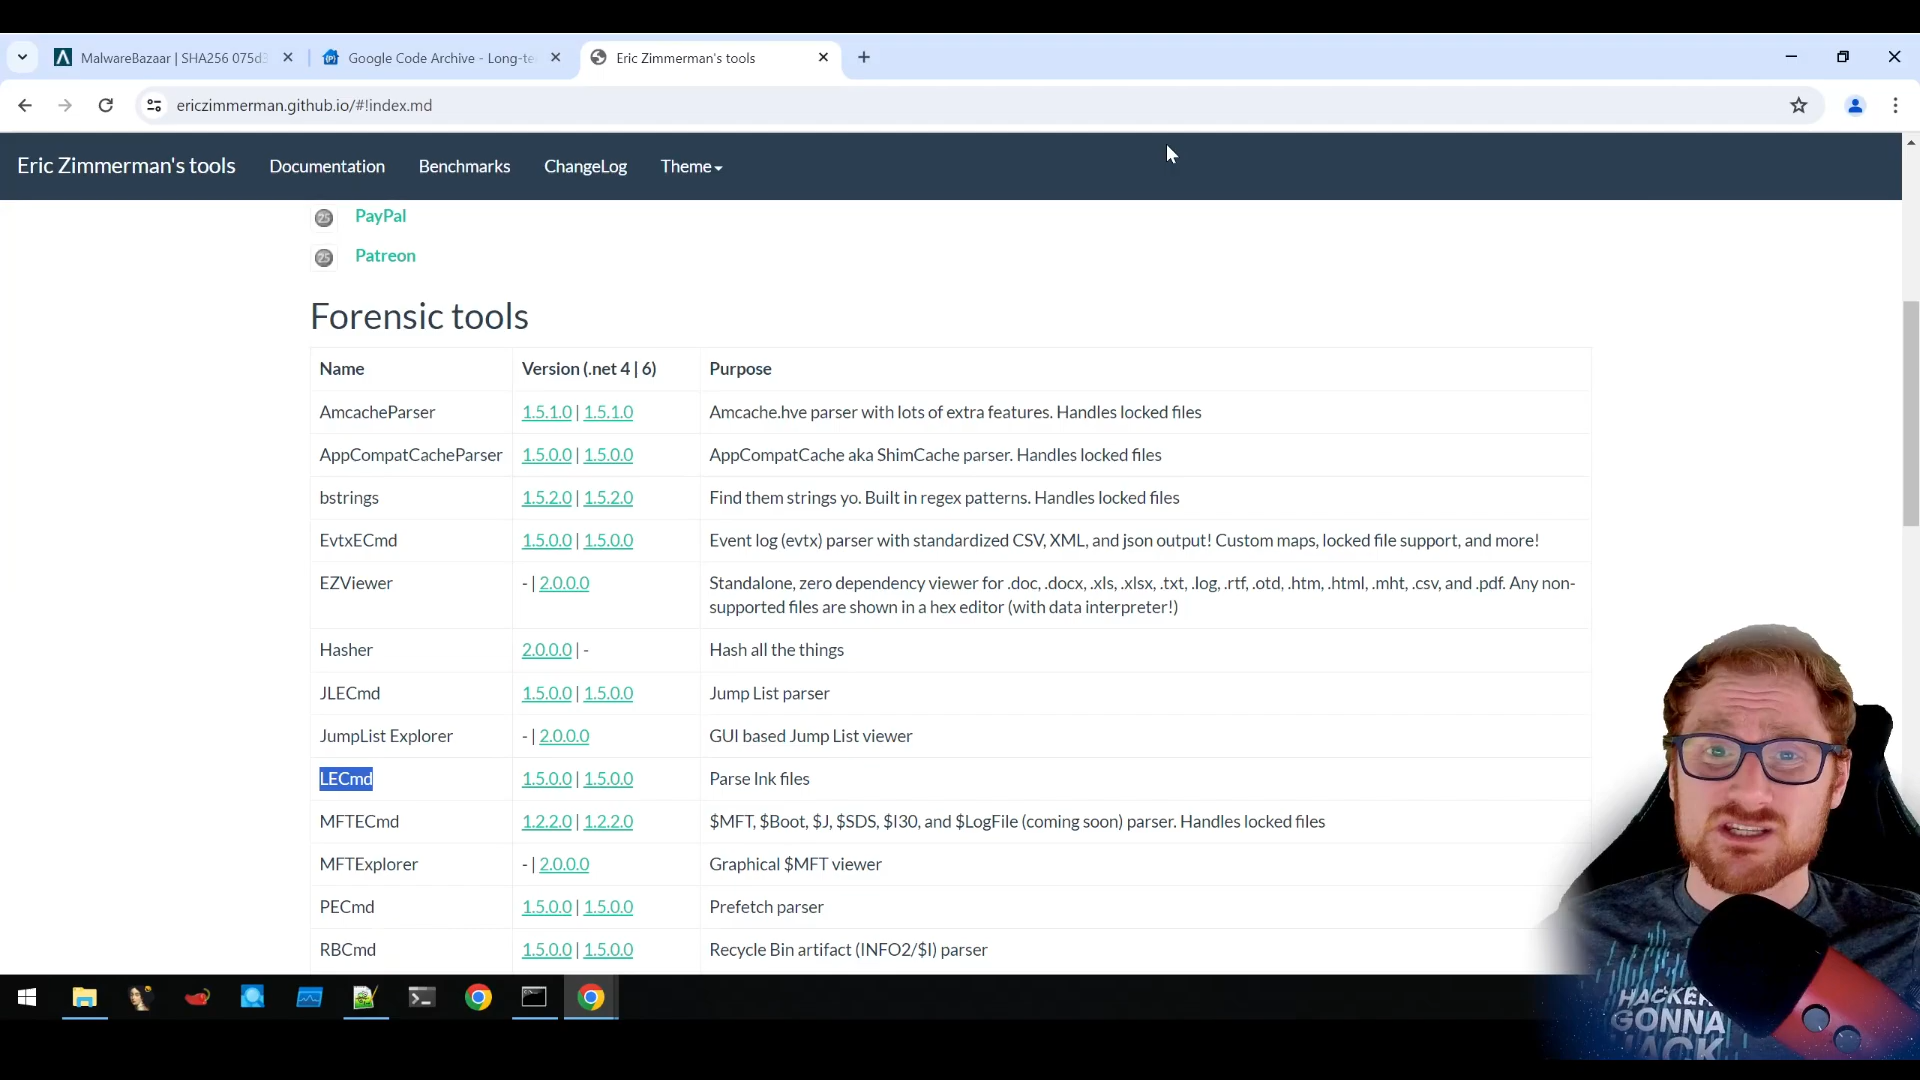 MalwareBazaar | SHA256 075d3
Google Code Archive - Long-te
Eric Zimmerman's tools
ericzimmerman.github.io/#!index.md
Eric Zimmerman's tools
Documentation
Benchmarks
ChangeLog
Theme
PayPal
Patreon
Forensic tools
Name Version (.net 4 | 6) Purpose
AmcacheParser 1.5.1.0 | 1.5.1.0 Amcache.hve parser with lots of extra features. Handles locked files
AppCompatCacheParser 1.5.0.0 | 1.5.0.0 AppCompatCache aka ShimCache parser. Handles locked files
bstrings 1.5.2.0 | 1.5.2.0 Find them strings yo. Built in regex patterns. Handles locked files
EvtxECmd 1.5.0.0 | 1.5.0.0 Event log (evtx) parser with standardized CSV, XML, and json output! Custom maps, locked file support, and more!
EZViewer - | 2.0.0.0 Standalone, zero dependency viewer for .doc, .docx, .xls, .xlsx, .txt, .log, .rtf, .otd, .htm, .html, .mht, .csv, and .pdf. Any non-
supported files are shown in a hex editor (with data interpreter!)
Hasher 2.0.0.0 | - Hash all the things
JLECmd 1.5.0.0 | 1.5.0.0 Jump List parser
JumpList Explorer - | 2.0.0.0 GUI based Jump List viewer
LECmd 1.5.0.0 | 1.5.0.0 Parse lnk files
MFTECmd 1.2.2.0 | 1.2.2.0 $MFT, $Boot, $J, $SDS, $I30, and $LogFile (coming soon) parser. Handles locked files
MFTExplorer - | 2.0.0.0 Graphical $MFT viewer
PECmd 1.5.0.0 | 1.5.0.0 Prefetch parser
RBCmd 1.5.0.0 | 1.5.0.0 Recycle Bin artifact (INFO2/$I) parser
HACKER
GONNA
HACK